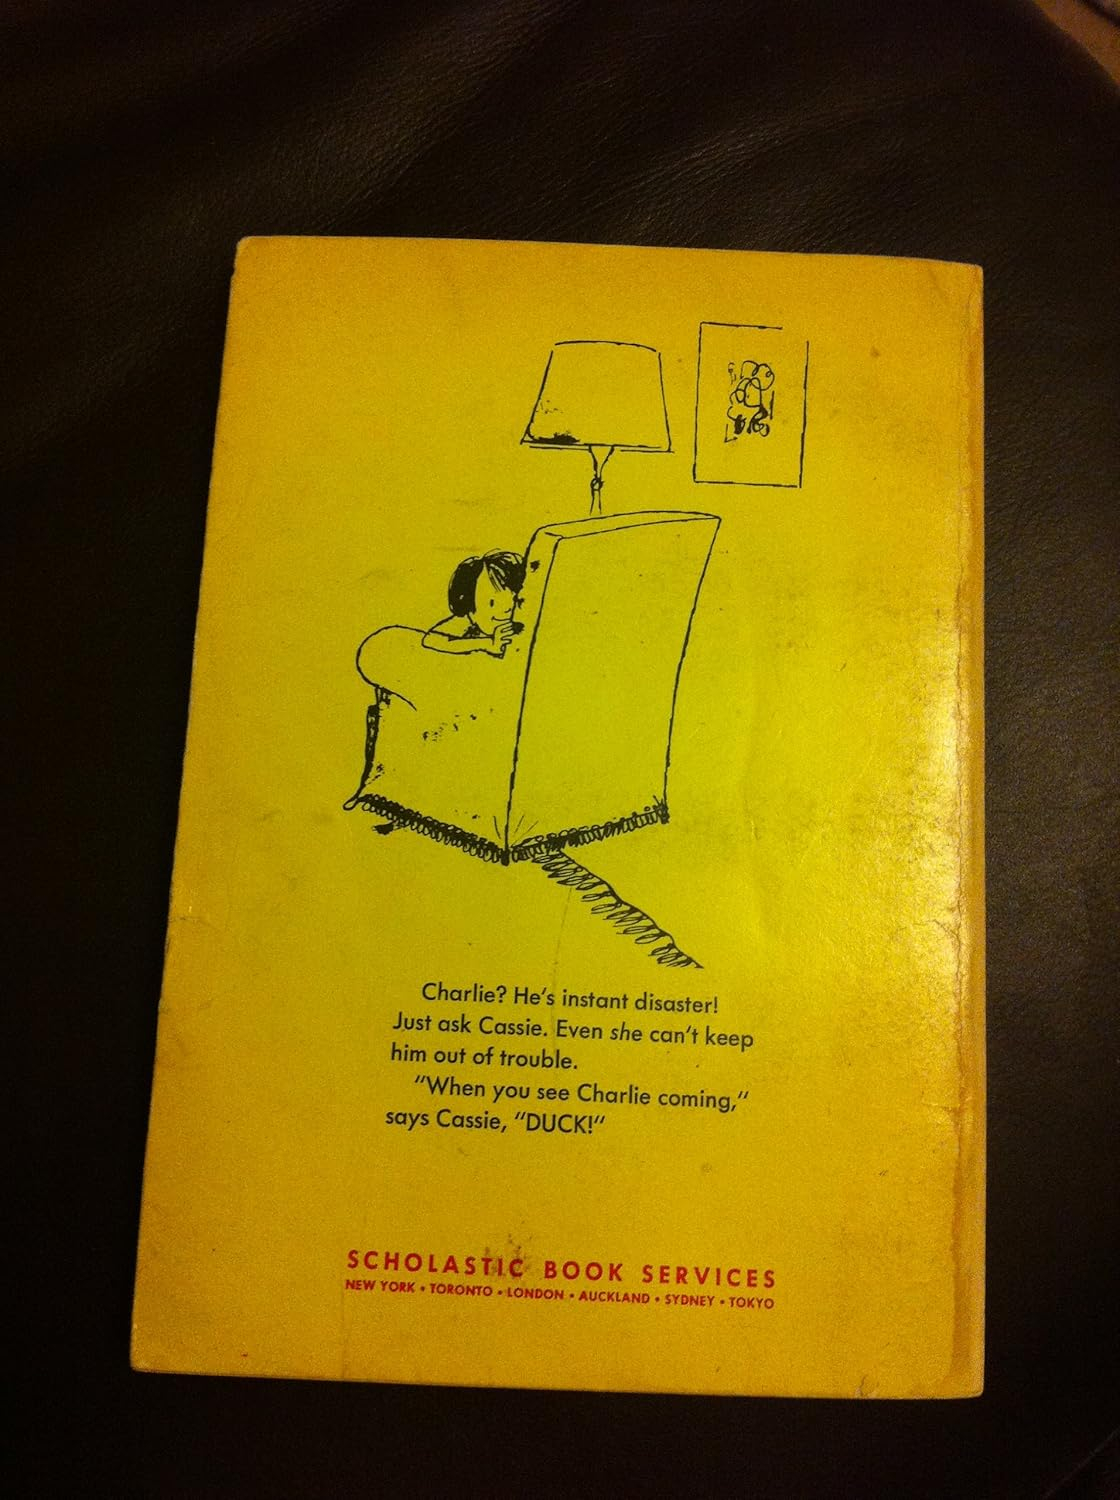 Charlie? He's instant disaster!
Just ask Cassie. Even she can't keep
him out of trouble.
"When you see Charlie coming,"
says Cassie, "DUCK!"
SCHOLASTIC BOOK SERVICES
NEW YORK • TORONTO • LONDON • AUCKLAND • SYDNEY • TOKYO